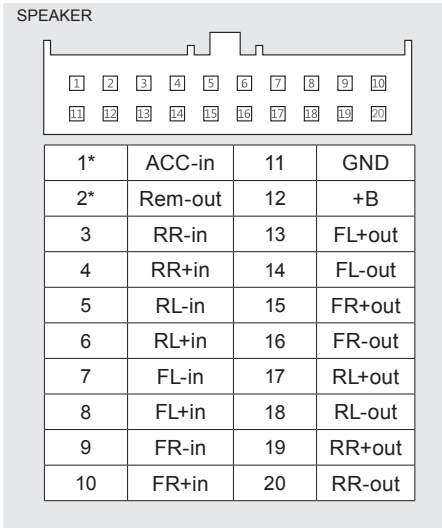 SPEAKER
1 2 3 4 5 6 7 8 9 10
11 12 13 14 15 16 17 18 19 20
1* ACC-in 11 GND
2* Rem-out 12 +B
3 RR-in 13 FL+out
4 RR+in 14 FL-out
5 RL-in 15 FR+out
6 RL+in 16 FR-out
7 FL-in 17 RL+out
8 FL+in 18 RL-out
9 FR-in 19 RR+out
10 FR+in 20 RR-out